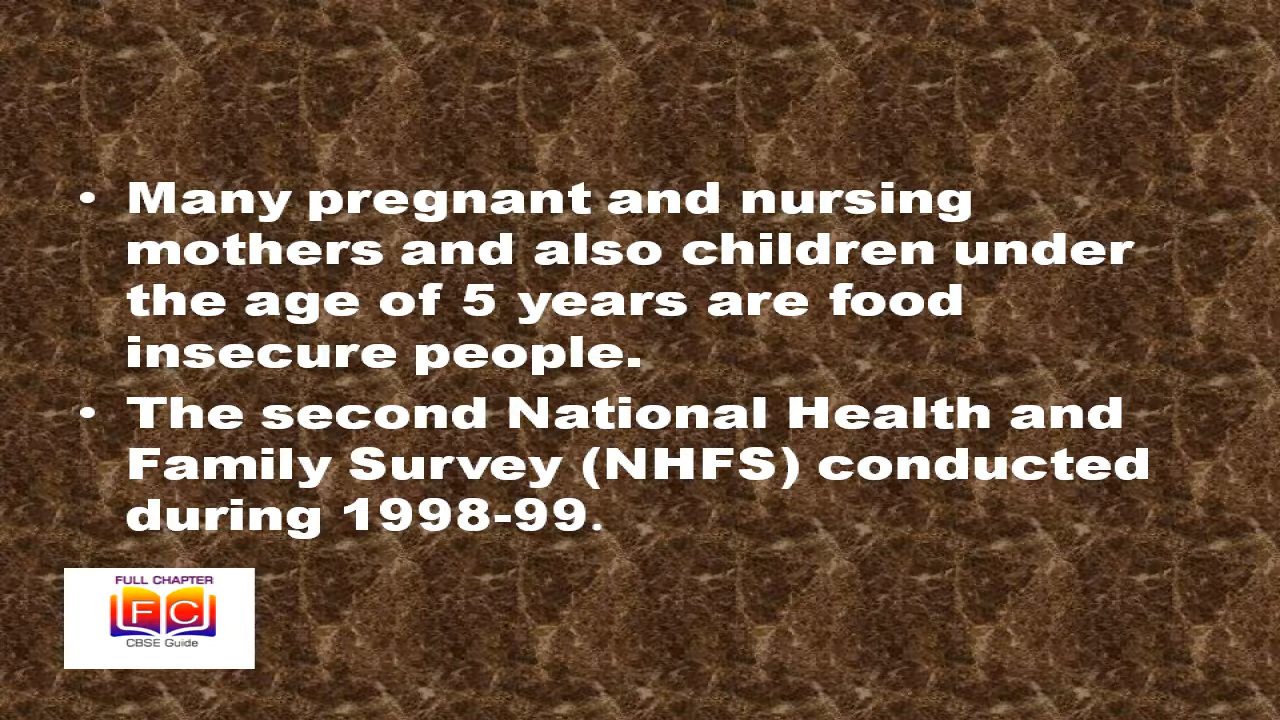 • Many pregnant and nursing
mothers and also children under
the age of 5 years are food
insecure people.
• The second National Health and
Family Survey (NHFS) conducted
during 1998-99.
FULL CHAPTER
FC
CBSE Guide